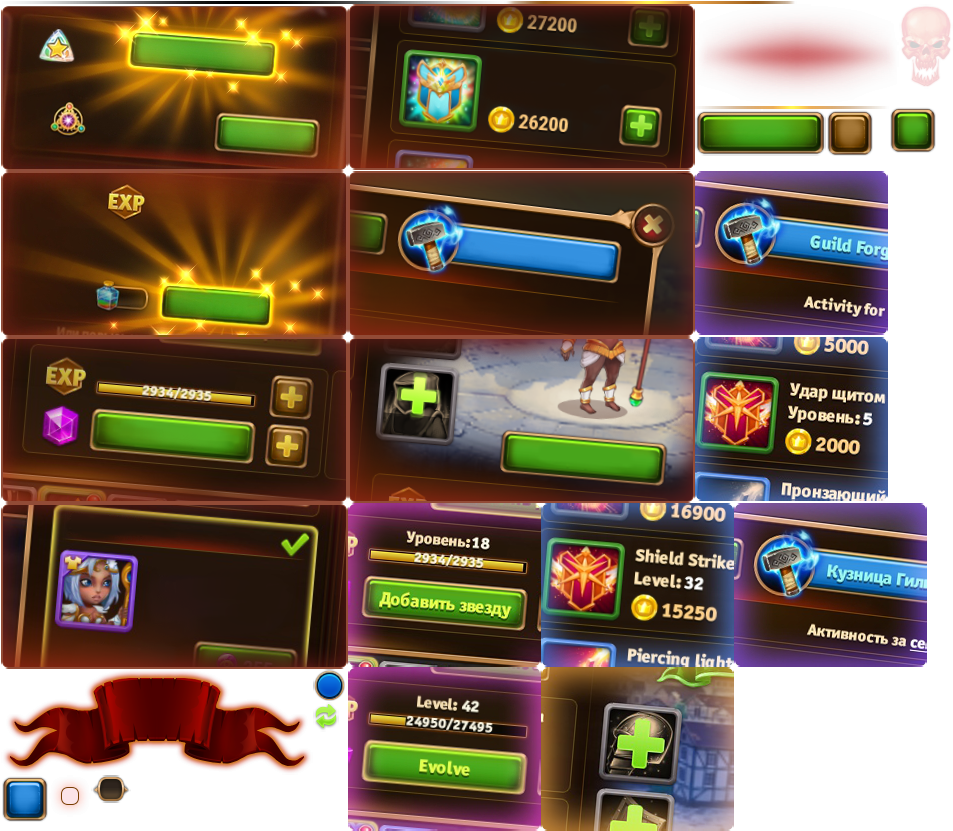 27200
26200
EXP
Guild Forg
Activity for
EXP
2934/2935
5000
Удар щитом
Уровень: 5
2000
Пронзающий
Уровень:18
2934/2935
Добавить звезду
16900
Shield Strike
Level: 32
15250
Piercing light
Кузница Гил
Активность за се
Level: 42
24950/27495
Evolve